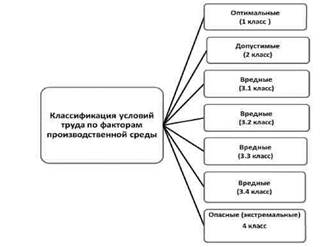 Оптимальные
(1 класс )
Допустимые
(2 класс)
Вредные
(3.1 класс)
Вредные
(3.2 класс)
Классификация условий
труда по факторам
производственной среды
Вредные
(3.3 класс)
Вредные
(3.4 класс)
Опасные (экстремальные)
4 класс